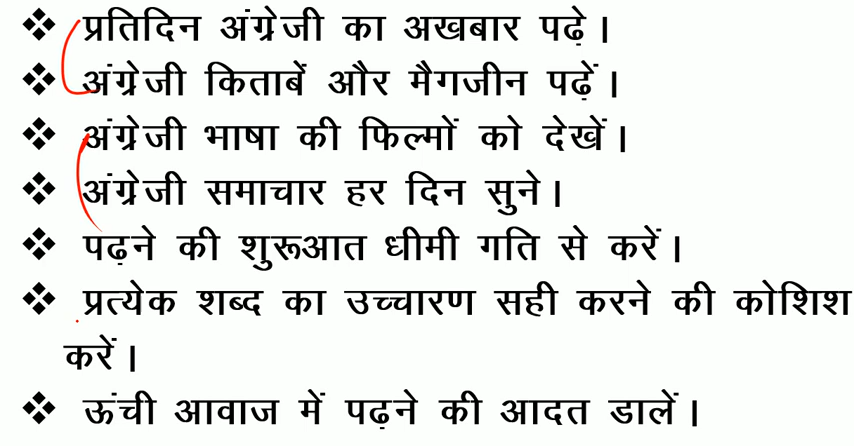 ❖ प्रतिदिन अंग्रेजी का अखबार पढ़े।
❖ अंग्रेजी किताबें और मैगजीन पढ़ें।
❖ अंग्रेजी भाषा की फिल्मों को देखें।
❖ अंग्रेजी समाचार हर दिन सुने।
❖ पढ़ने की शुरूआत धीमी गति से करें।
❖ प्रत्येक शब्द का उच्चारण सही करने की कोशिश
करें।
❖ ऊंची आवाज में पढ़ने की आदत डालें।